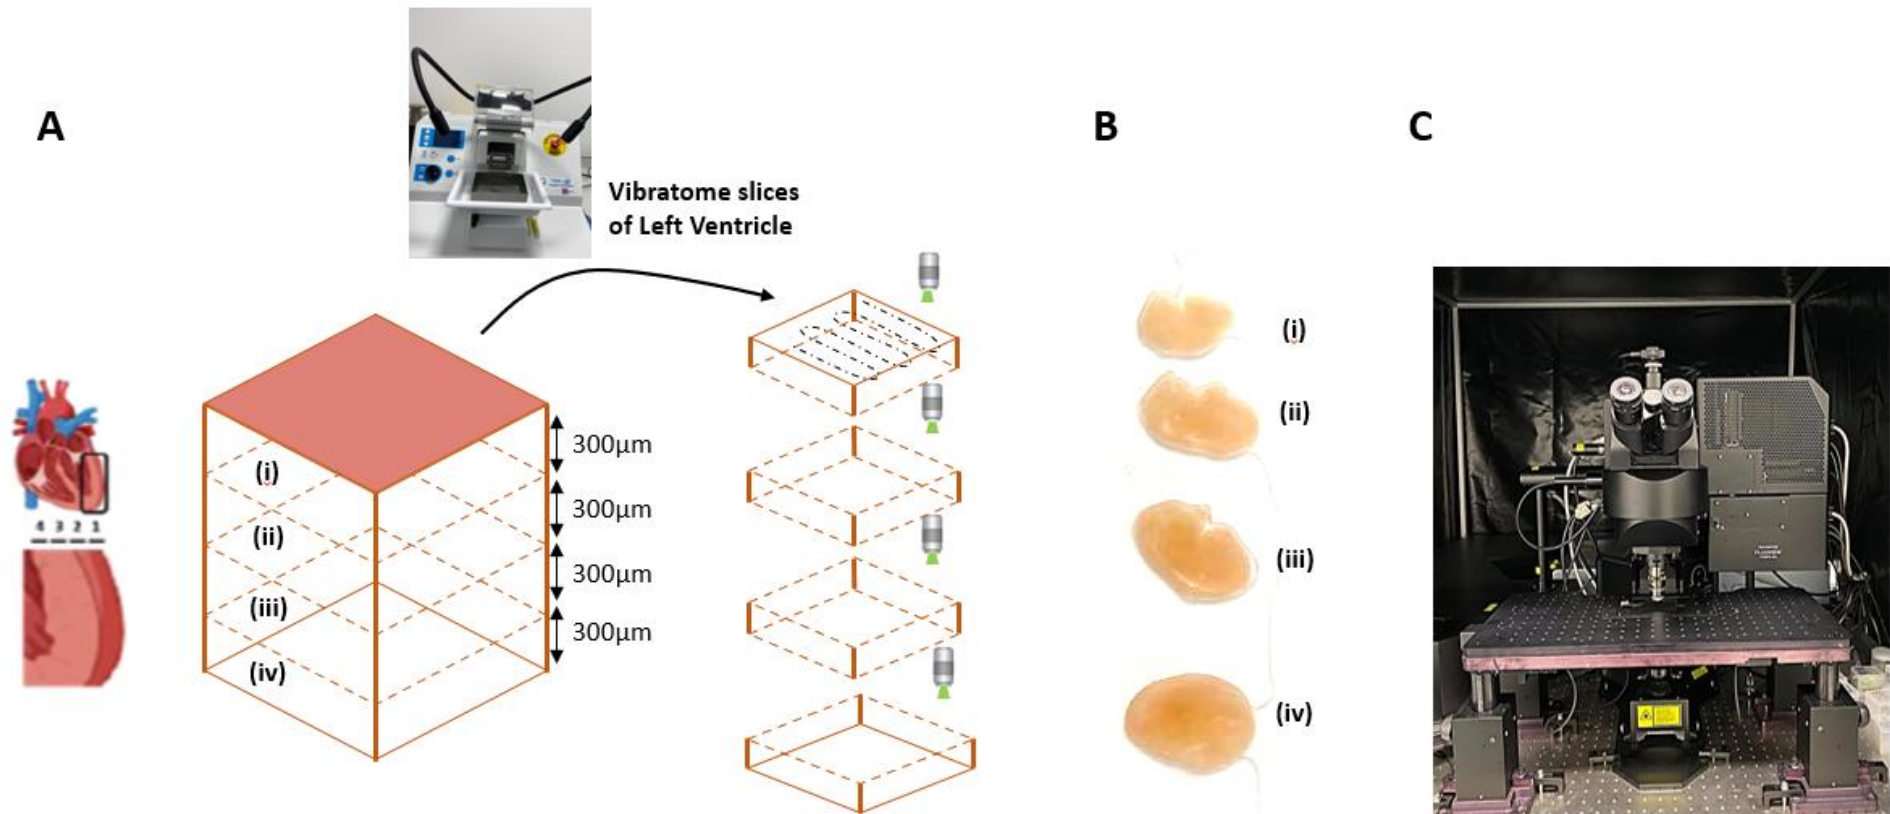 A
B
C
Vibratome slices
of Left Ventricle
300µm
(i)
300µm
4 3 2 1
(ii)
300µm
(iii)
300µm
(iv)
(i)
(ii)
(iii)
(iv)